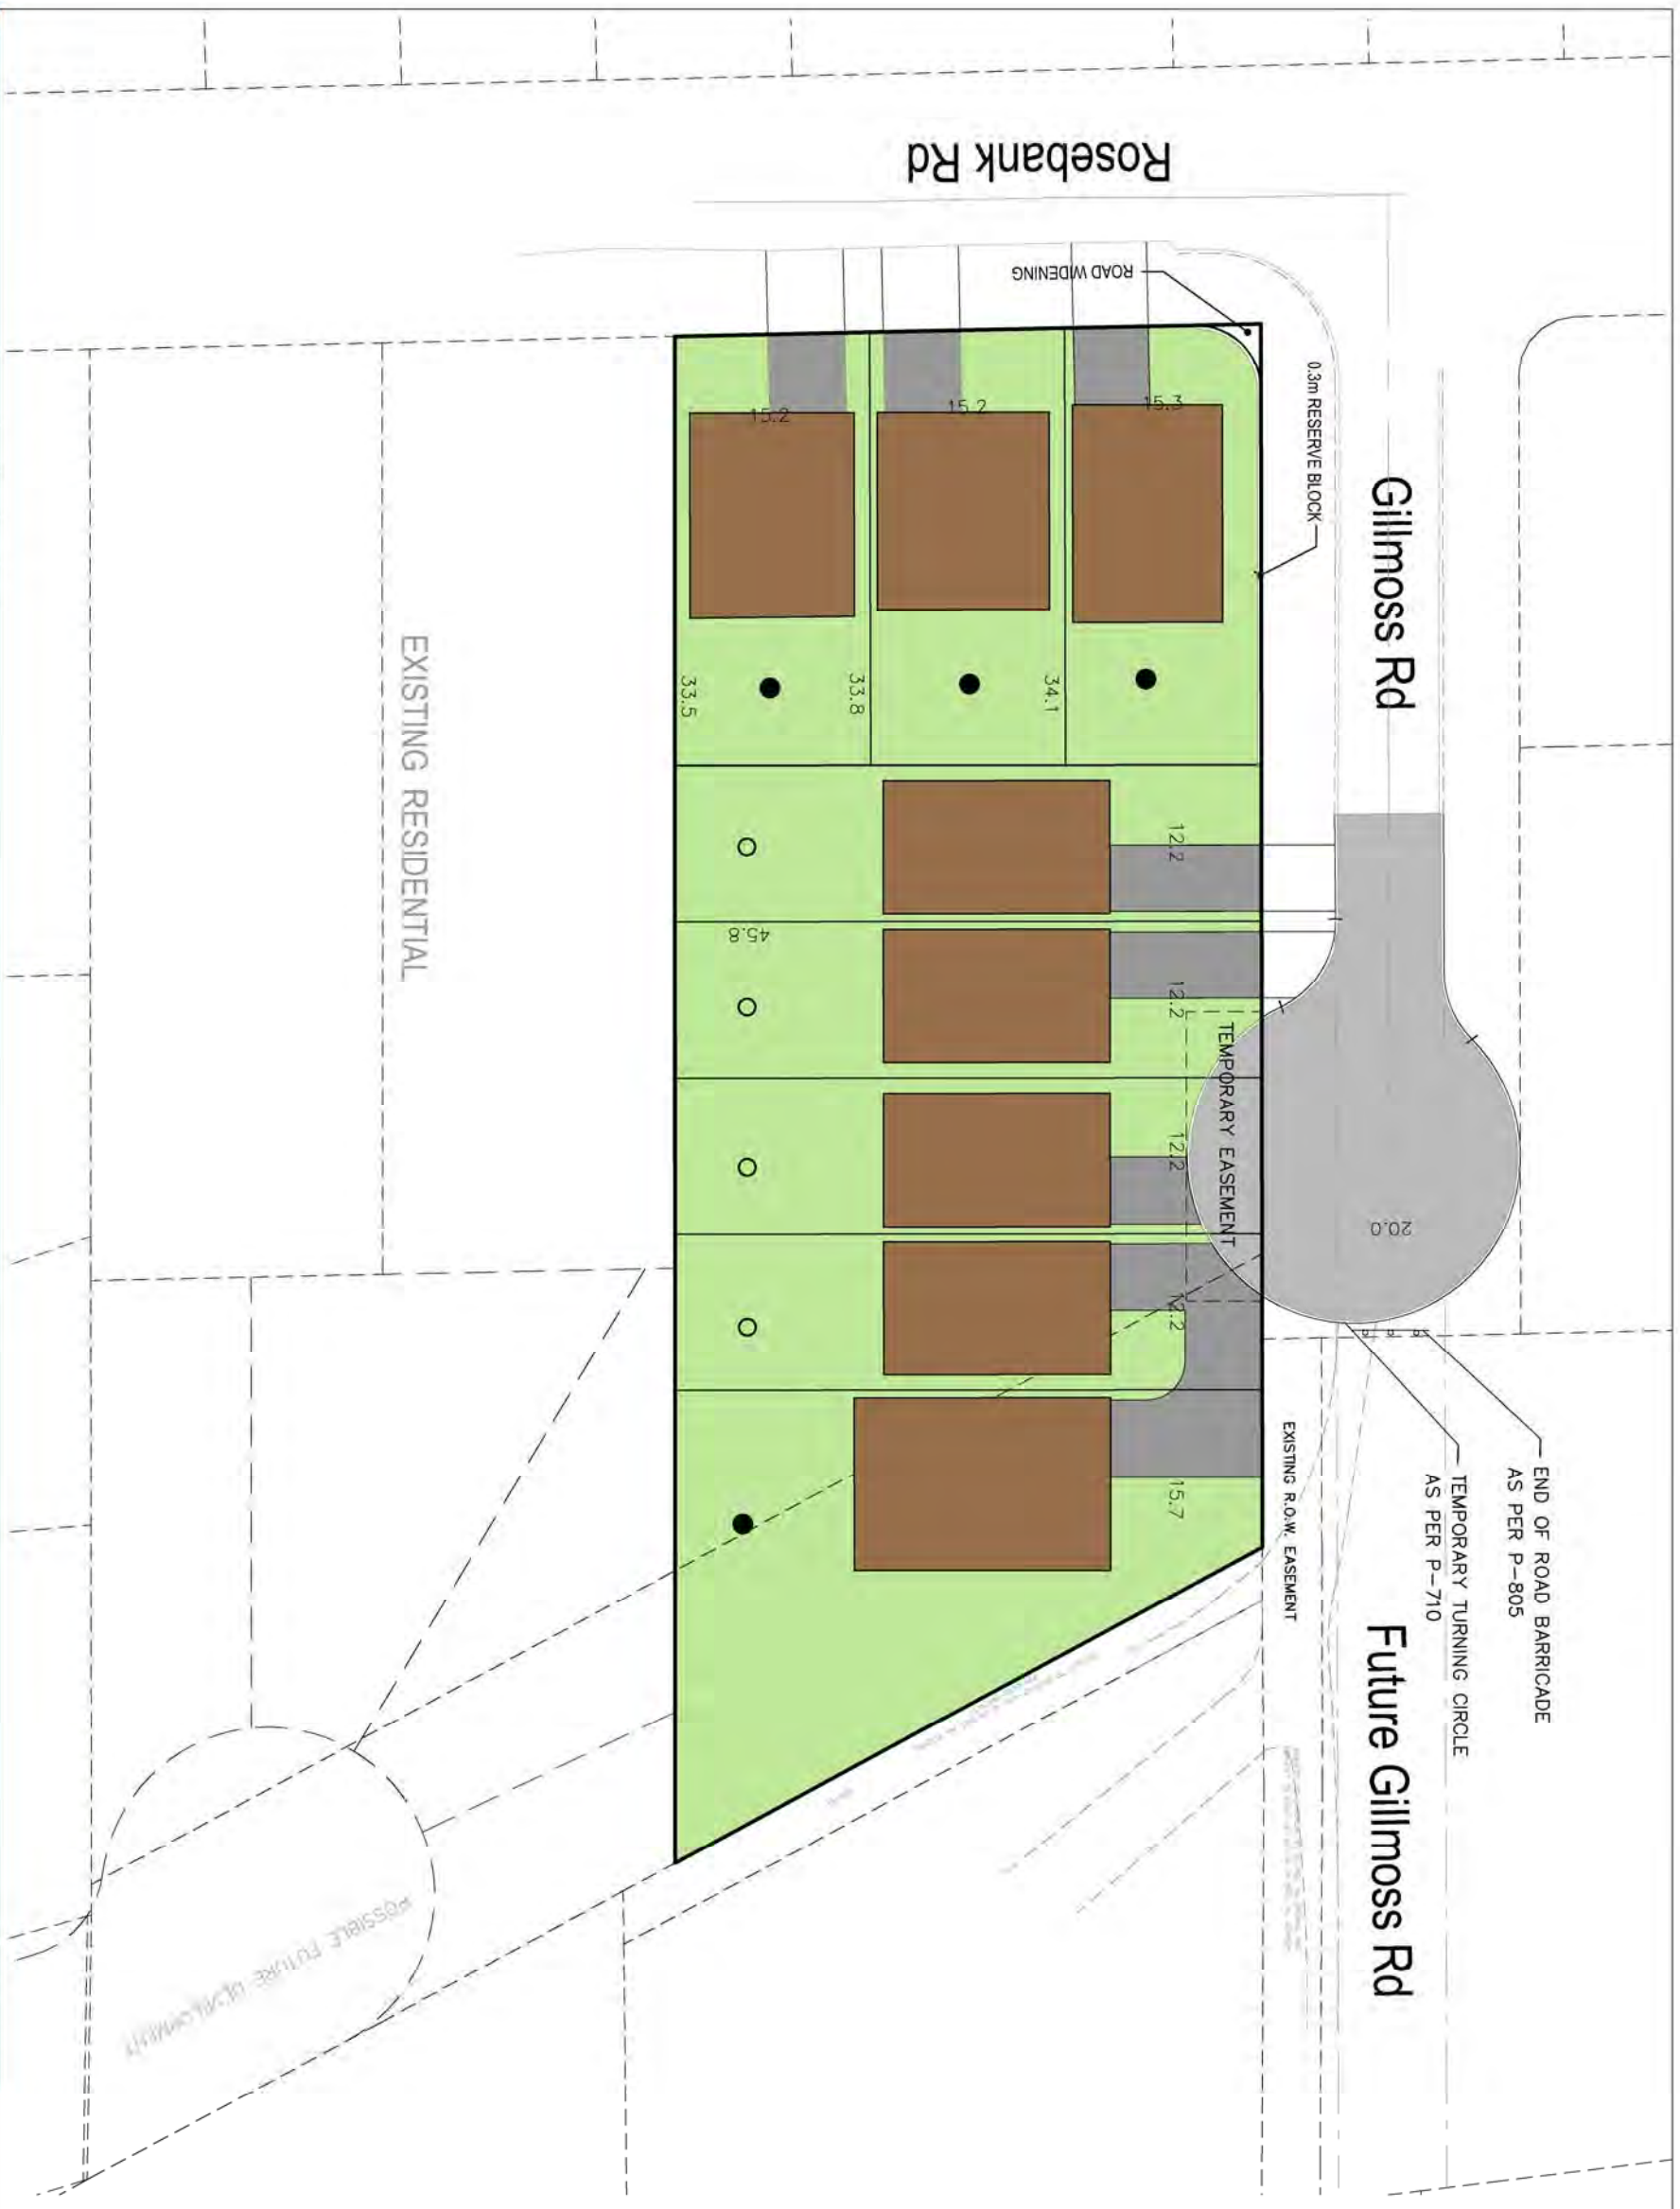 Rosebank Rd
ROAD WIDENING
0.3m RESERVE BLOCK
Gillmoss Rd
15.2
15.2
15.3
EXISTING RESIDENTIAL
33.5
33.8
34.1
12.2
45.8
12.2
TEMPORARY EASEMENT
12.2
20.0
12.2
15.7
EXISTING R.O.W. EASEMENT
END OF ROAD BARRICADE
AS PER P-805
TEMPORARY TURNING CIRCLE
AS PER P-710
Future Gillmoss Rd
POSSIBLE FUTURE DEVELOPMENT